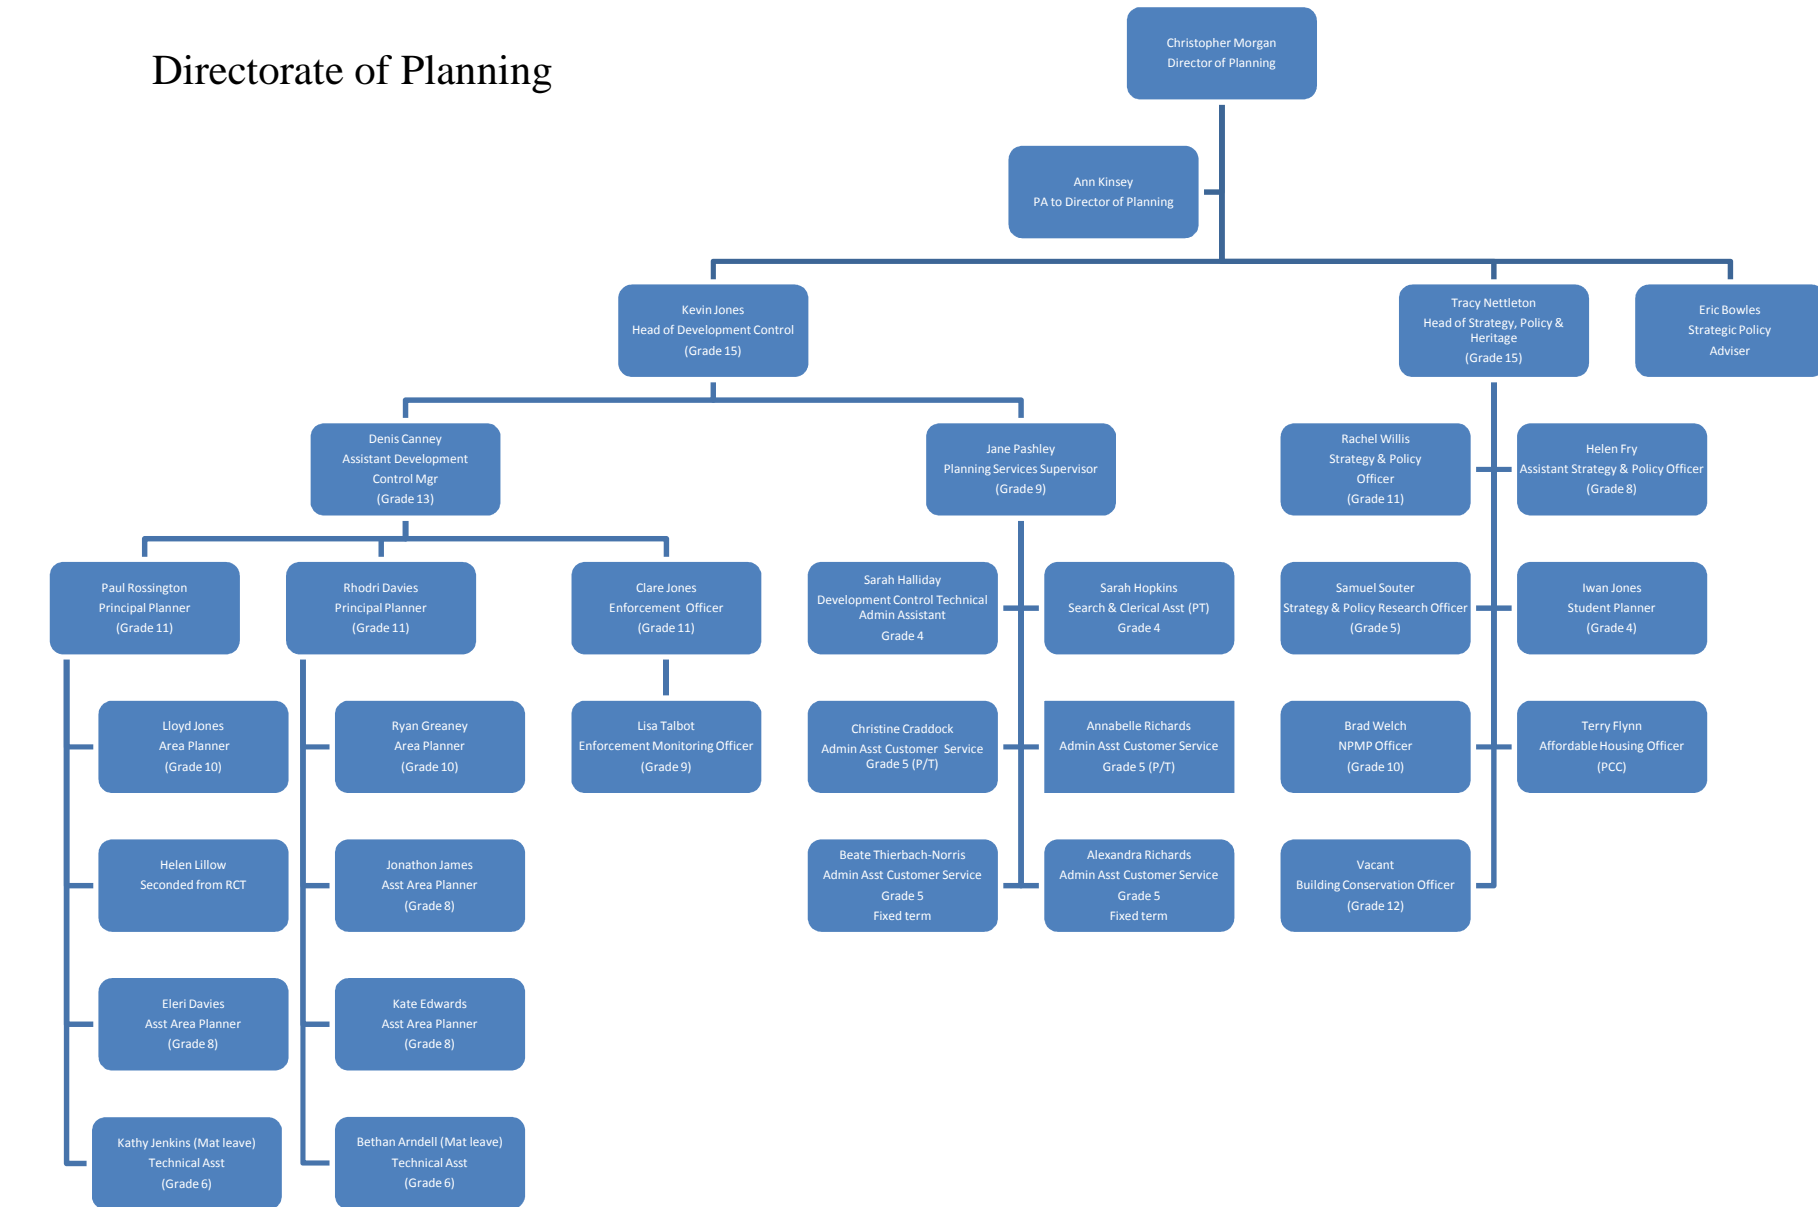 Directorate of Planning
Christopher Morgan
Director of Planning
Ann Kinsey
PA to Director of Planning
Kevin Jones
Head of Development Control
(Grade 15)
Tracy Nettleton
Head of Strategy, Policy &
Heritage
(Grade 15)
Eric Bowles
Strategic Policy
Adviser
Denis Canney
Assistant Development
Control Mgr
(Grade 13)
Jane Pashley
Planning Services Supervisor
(Grade 9)
Rachel Willis
Strategy & Policy
Officer
(Grade 11)
Helen Fry
Assistant Strategy & Policy Officer
(Grade 8)
Paul Rossington
Principal Planner
(Grade 11)
Rhodri Davies
Principal Planner
(Grade 11)
Clare Jones
Enforcement Officer
(Grade 11)
Sarah Halliday
Development Control Technical
Admin Assistant
Grade 4
Sarah Hopkins
Search & Clerical Asst (PT)
Grade 4
Samuel Souter
Strategy & Policy Research Officer
(Grade 5)
Iwan Jones
Student Planner
(Grade 4)
Lloyd Jones
Area Planner
(Grade 10)
Ryan Greaney
Area Planner
(Grade 10)
Lisa Talbot
Enforcement Monitoring Officer
(Grade 9)
Christine Craddock
Admin Asst Customer Service
Grade 5 (P/T)
Annabelle Richards
Admin Asst Customer Service
Grade 5 (P/T)
Brad Welch
NPMP Officer
(Grade 10)
Terry Flynn
Affordable Housing Officer
(PCC)
Helen Lillow
Seconded from RCT
Jonathon James
Asst Area Planner
(Grade 8)
Beate Thierbach-Norris
Admin Asst Customer Service
Grade 5
Fixed term
Alexandra Richards
Admin Asst Customer Service
Grade 5
Fixed term
Vacant
Building Conservation Officer
(Grade 12)
Eleri Davies
Asst Area Planner
(Grade 8)
Kate Edwards
Asst Area Planner
(Grade 8)
Kathy Jenkins (Mat leave)
Technical Asst
(Grade 6)
Bethan Arndell (Mat leave)
Technical Asst
(Grade 6)